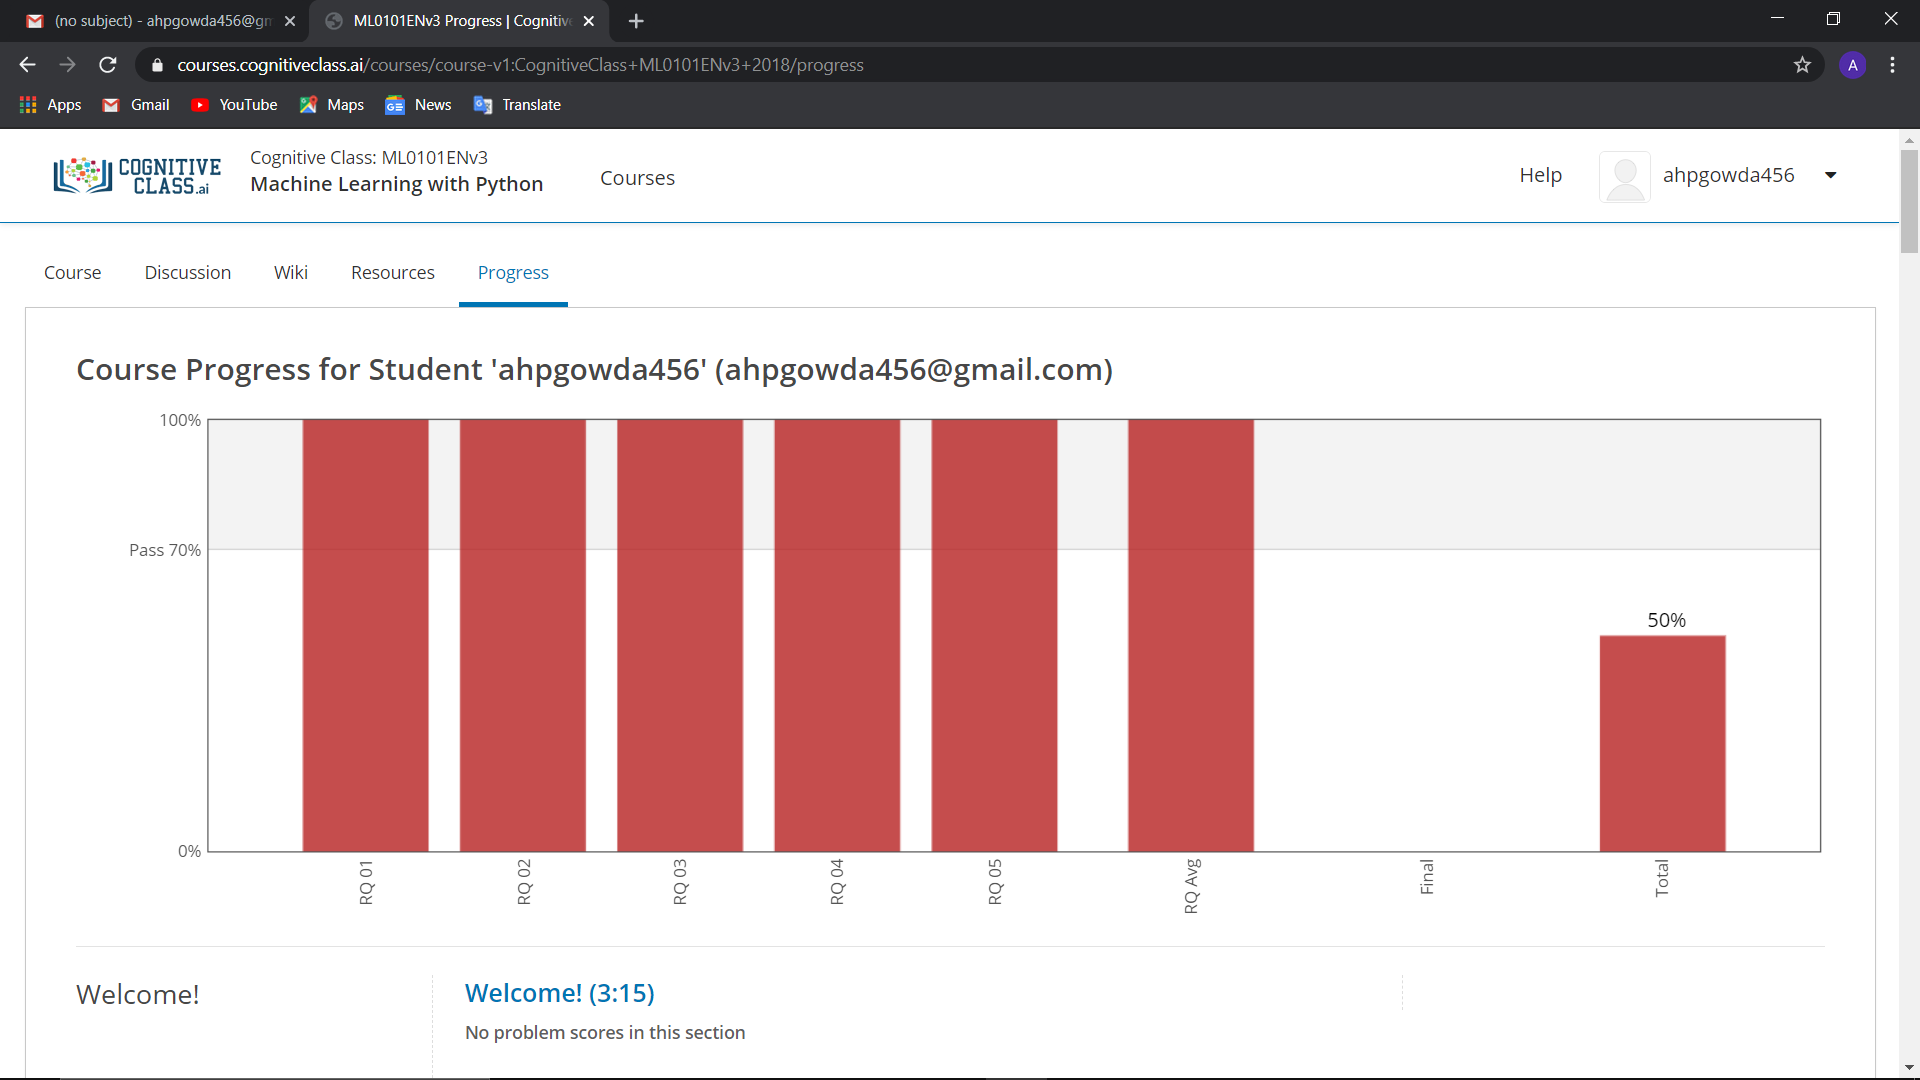 (no subject) - ahpgowda456@gm
ML0101ENv3 Progress | Cognitive
courses.cognitiveclass.ai/courses/course-v1:CognitiveClass+ML0101ENv3+2018/progress
A
Apps
Gmail
YouTube
Maps
News
Translate
COGNITIVE
CLASS.ai
Cognitive Class: ML0101ENv3
Machine Learning with Python
Courses
Help
ahpgowda456
Course
Discussion
Wiki
Resources
Progress
Course Progress for Student 'ahpgowda456' (ahpgowda456@gmail.com)
100%
Pass 70%
50%
0%
RQ 01
RQ 02
RQ 03
RQ 04
RQ 05
RQ Avg
Final
Total
Welcome!
Welcome! (3:15)
No problem scores in this section